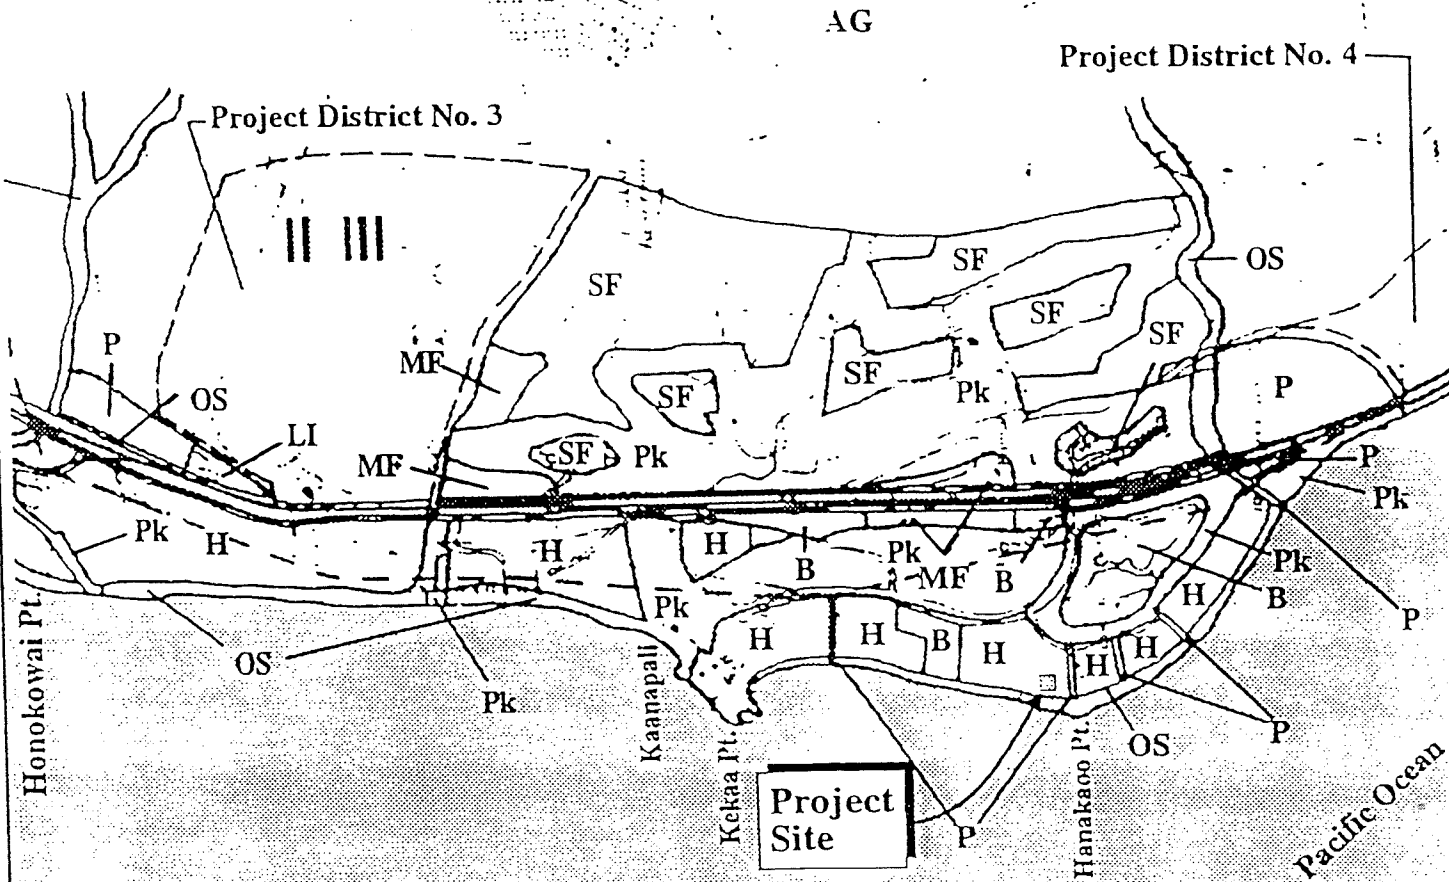 AG
Project District No. 4
Project District No. 3
SF
SF
OS
SF
SF
P
MF
SF
SF
Pk
P
OS
LI
MF
SF
Pk
P
Pk
Pk
H
H
H
B
Pk
MF
B
Pk
H
B
P
Pk
H
H
B
H
H
H
OS
Pk
OS
P
Honokowai Pt.
Kaanapali
Kekaa Pt.
Hanakaoo Pt.
Project
Site
P
Pacific Ocean